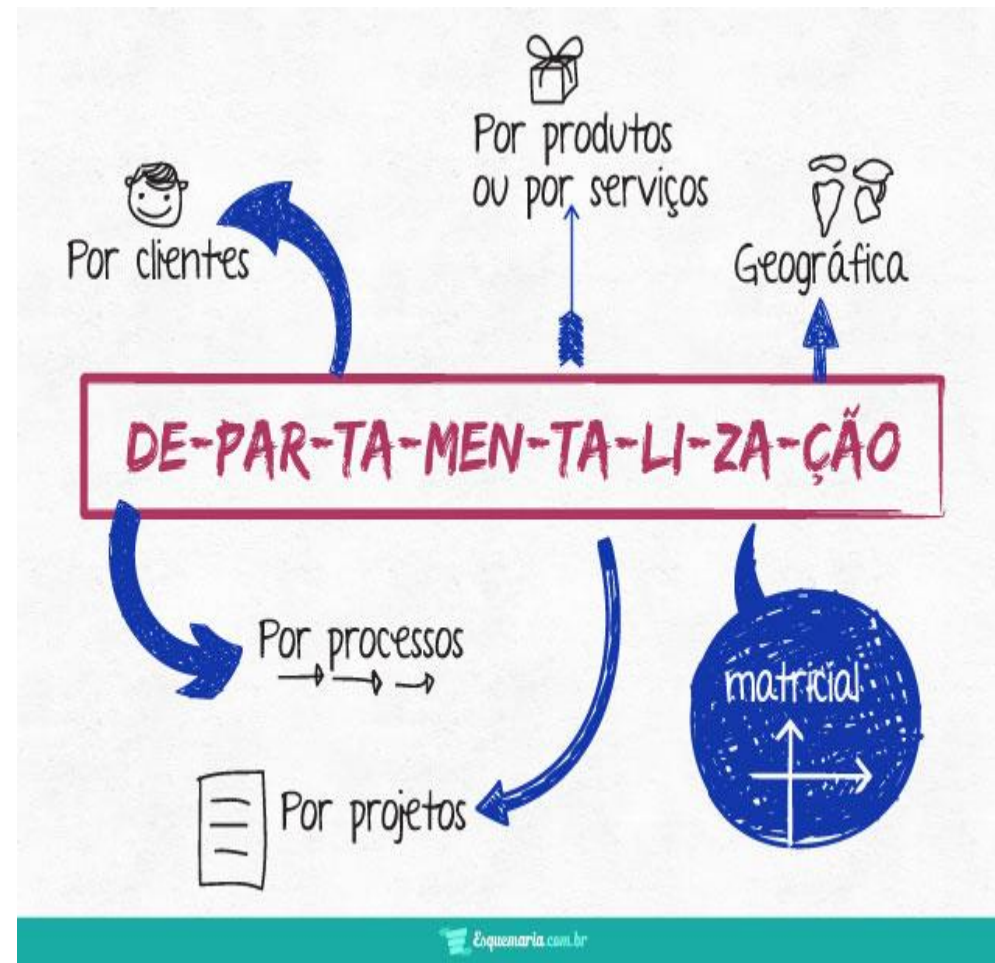 Por produtos
ou por serviços
Por clientes
Geográfica
DE-PAR-TA-MEN-TA-LI-ZA-ÇÃO
Por processos
matricial
Por projetos
Esquemaria.com.br